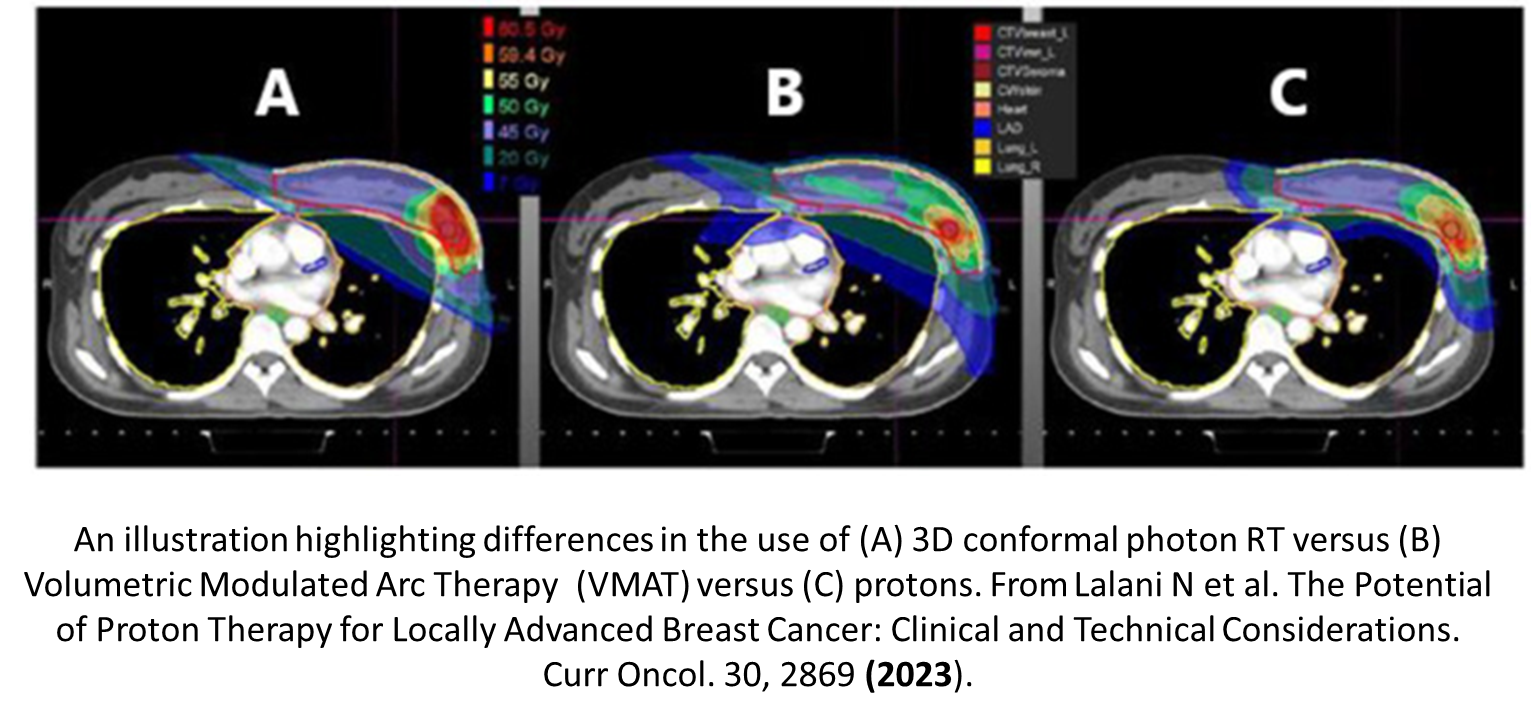 A
B
C
60.5 Gy
59.4 Gy
55 Gy
50 Gy
45 Gy
20 Gy
7 Gy
CTVbreast_L
CTVSeroma
Heart
LAD
Lung_L
Lung_R
R
L
R
L
R
L
An illustration highlighting differences in the use of (A) 3D conformal photon RT versus (B)
Volumetric Modulated Arc Therapy (VMAT) versus (C) protons. From Lalani N et al. The Potential
of Proton Therapy for Locally Advanced Breast Cancer: Clinical and Technical Considerations.
Curr Oncol. 30, 2869 (2023).